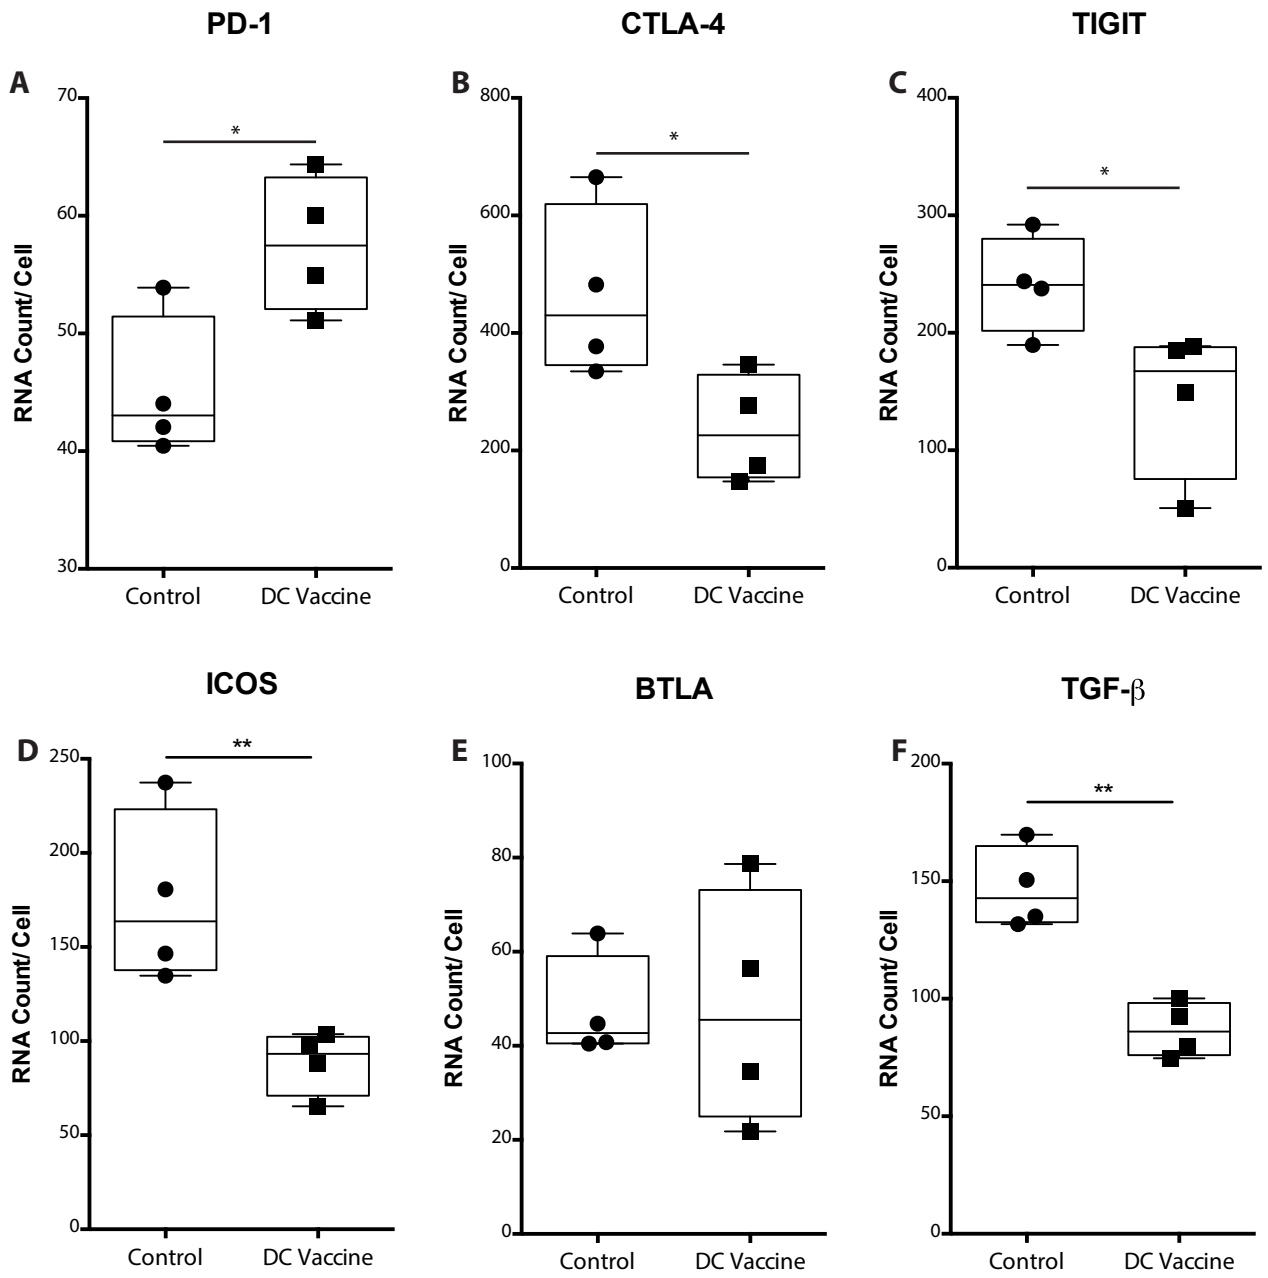 PD-1
CTLA-4
TIGIT
A
70
60
50
40
30
RNA Count/ Cell
*
Control
DC Vaccine
B
800
600
400
200
0
RNA Count/ Cell
*
Control
DC Vaccine
C
400
300
200
100
0
RNA Count/ Cell
*
Control
DC Vaccine
ICOS
BTLA
TGF-β
D
250
200
150
100
50
0
RNA Count/ Cell
**
Control
DC Vaccine
E
100
80
60
40
20
0
RNA Count/ Cell
Control
DC Vaccine
F
200
150
100
50
0
RNA Count/ Cell
**
Control
DC Vaccine